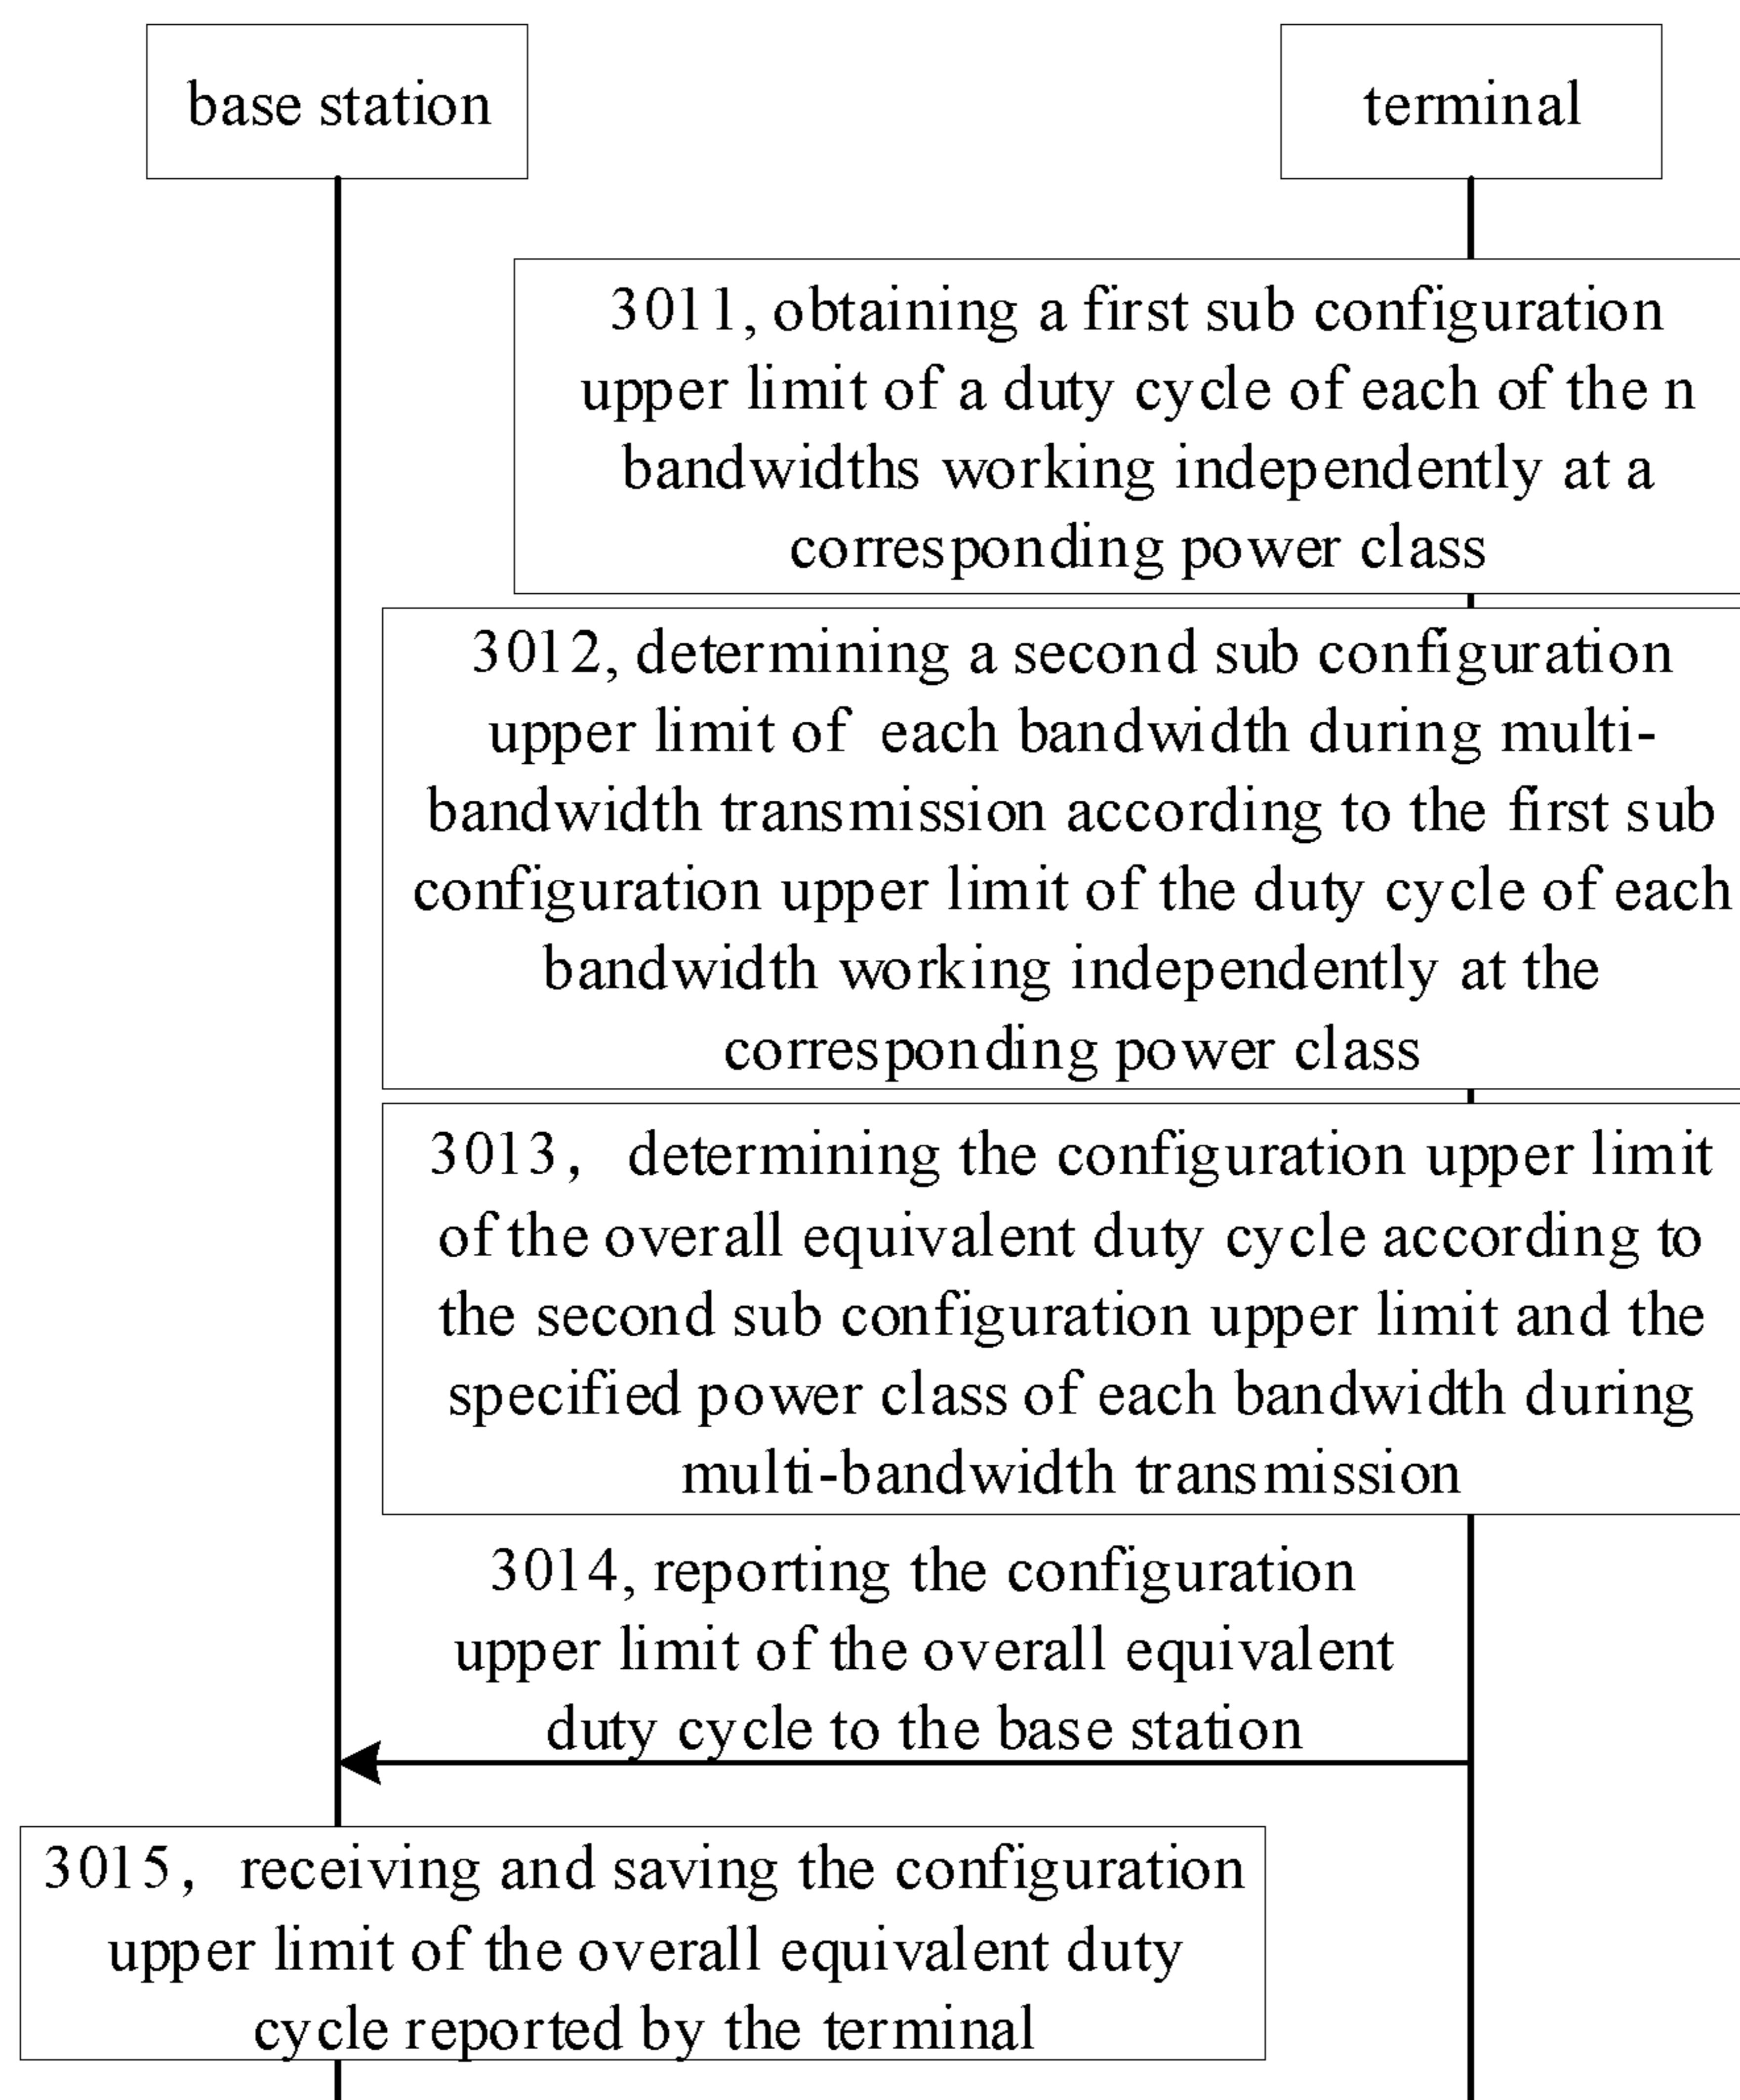 base station
terminal
3011, obtaining a first sub configuration
upper limit of a duty cycle of each of the n
bandwidths working independently at a
corresponding power class
3012, determining a second sub configuration
upper limit of each bandwidth during multi-
bandwidth transmission according to the first sub
configuration upper limit of the duty cycle of each
bandwidth working independently at the
corresponding power class
3013, determining the configuration upper limit
of the overall equivalent duty cycle according to
the second sub configuration upper limit and the
specified power class of each bandwidth during
multi-bandwidth transmission
3014, reporting the configuration
upper limit of the overall equivalent
duty cycle to the base station
3015, receiving and saving the configuration
upper limit of the overall equivalent duty
cycle reported by the terminal